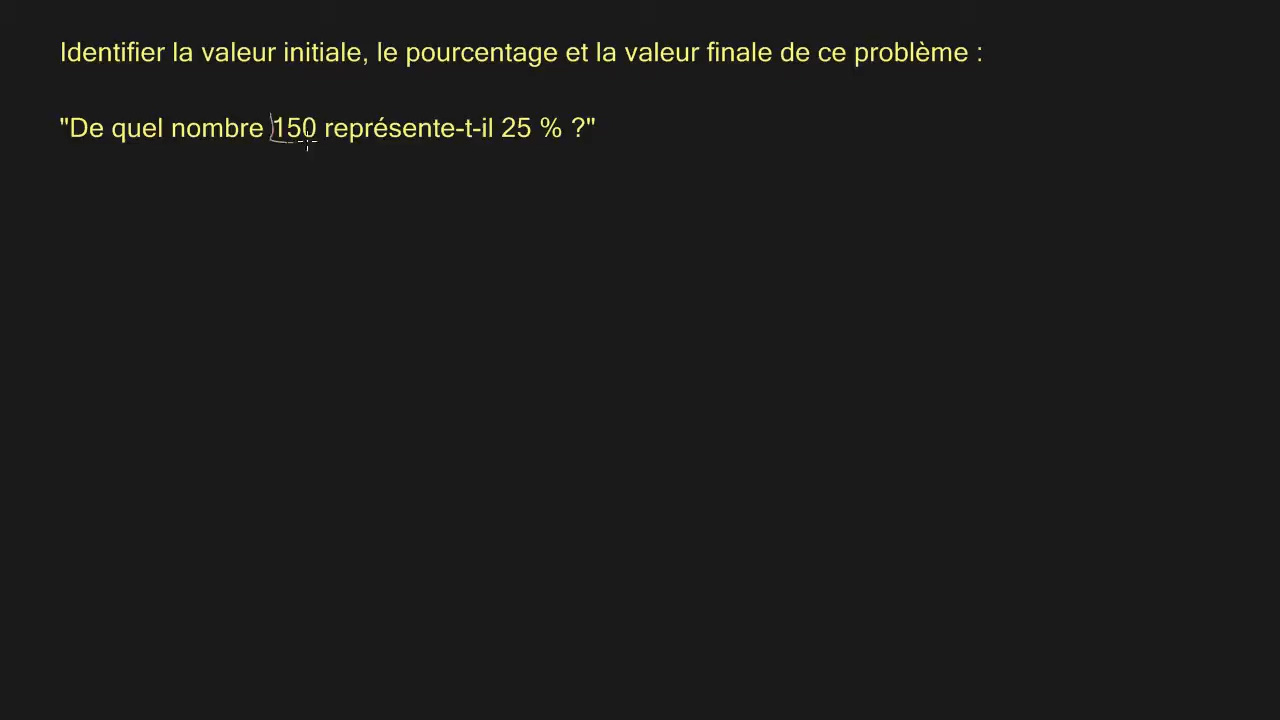 Identifier la valeur initiale, le pourcentage et la valeur finale de ce problème :
"De quel nombre 150 représente-t-il 25 % ?"